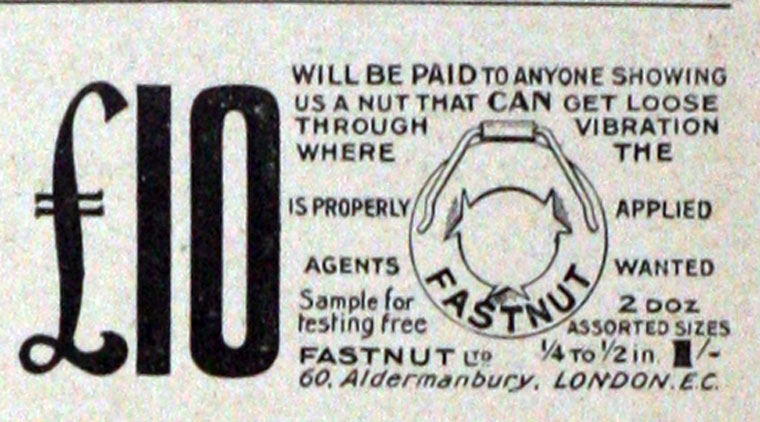 £10
WILL BE PAID TO ANYONE SHOWING
US A NUT THAT CAN GET LOOSE
THROUGH VIBRATION
WHERE THE
IS PROPERLY APPLIED
FASTNUT
AGENTS WANTED
Sample for testing free
2 DOZ
ASSORTED SIZES
1/4 TO 1/2 in. /-
FASTNUT LTD
60, Aldermanbury, LONDON. E.C.